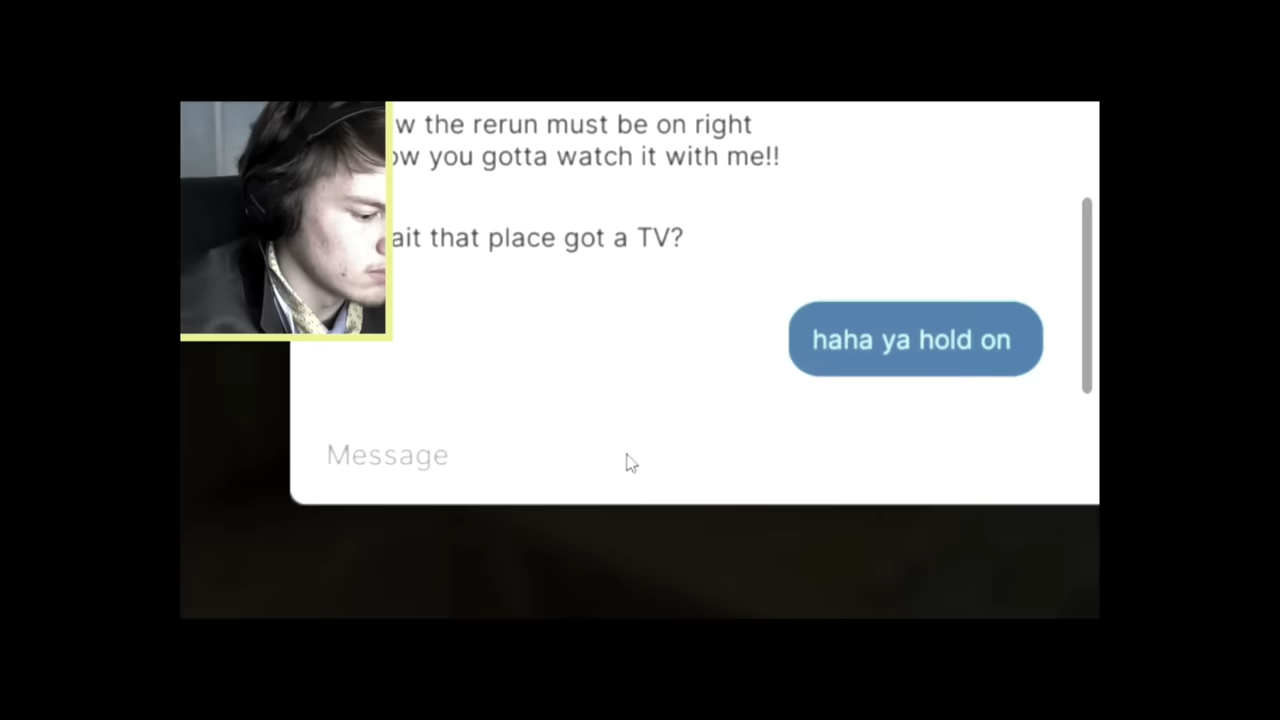 w the rerun must be on right
ow you gotta watch it with me!!
ait that place got a TV?
haha ya hold on
Message